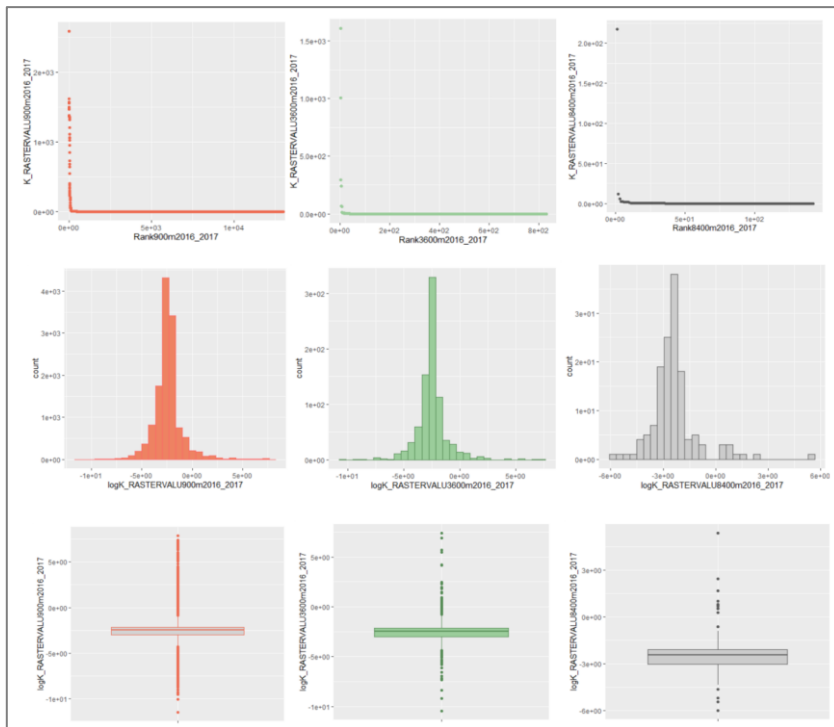 K_RASTERVALU900m2016_2017
2e+03
1e+03
0e+00
0e+00
5e+03
1e+04
Rank900m2016_2017
K_RASTERVALU3600m2016_2017
1.5e+03
1.0e+03
5.0e+02
0.0e+00
0e+00
2e+02
4e+02
6e+02
8e+02
Rank3600m2016_2017
K_RASTERVALU8400m2016_2017
2.0e+02
1.5e+02
1.0e+02
5.0e+01
0.0e+00
0e+00
5e+01
1e+02
Rank8400m2016_2017
count
4e+03
3e+03
2e+03
1e+03
0e+00
-1e+01
-5e+00
0e+00
5e+00
logK_RASTERVALU900m2016_2017
count
3e+02
2e+02
1e+02
0e+00
-1e+01
-5e+00
0e+00
5e+00
logK_RASTERVALU3600m2016_2017
count
4e+01
3e+01
2e+01
1e+01
0e+00
-6e+00
-3e+00
0e+00
3e+00
6e+00
logK_RASTERVALU8400m2016_2017
logK_RASTERVALU900m2016_2017
5e+00
0e+00
-5e+00
-1e+01
logK_RASTERVALU3600m2016_2017
5e+00
0e+00
-5e+00
-1e+01
logK_RASTERVALU8400m2016_2017
3e+00
0e+00
-3e+00
-6e+00